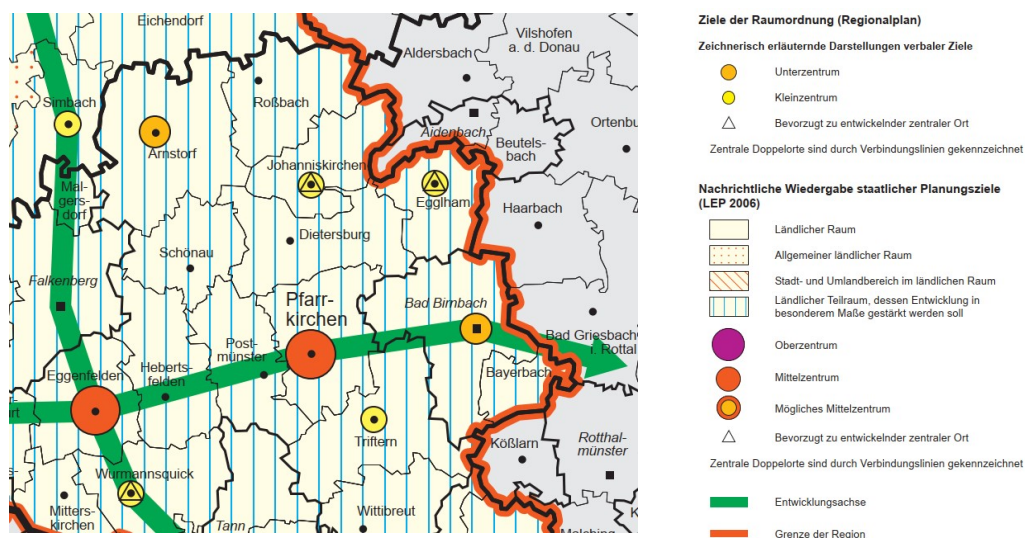 Eichendorf
Vilshofen
a. d. Donau
Aldersbach
Simbach
Roßbach
Arnstorf
Aidenbach
Ortenbu
Beutels-
bach
Johanniskirchen
Mal-
gers-
dorf
Egglham
Haarbach
Dietersburg
Schönau
Falkenberg
Pfarr-
kirchen
Bad Birnbach
Post-
münster
Bad Griesbach
i. Rottal
Eggenfelden
Heberts-
felden
Bayerbach
Triftern
Kößlarn
Rotthal-
münster
Wurmannsquick
Mitters-
kirchen
Tann
Wittibreut
Ziele der Raumordnung (Regionalplan)
Zeichnerisch erläuternde Darstellungen verbaler Ziele
Unterzentrum
Kleinzentrum
Bevorzugt zu entwickelnder zentraler Ort
Zentrale Doppelorte sind durch Verbindungslinien gekennzeichnet
Nachrichtliche Wiedergabe staatlicher Planungsziele
(LEP 2006)
Ländlicher Raum
Allgemeiner ländlicher Raum
Stadt- und Umlandbereich im ländlichen Raum
Ländlicher Teilraum, dessen Entwicklung in
besonderem Maße gestärkt werden soll
Oberzentrum
Mittelzentrum
Mögliches Mittelzentrum
Bevorzugt zu entwickelnder zentraler Ort
Zentrale Doppelorte sind durch Verbindungslinien gekennzeichnet
Entwicklungsachse
Grenze der Region